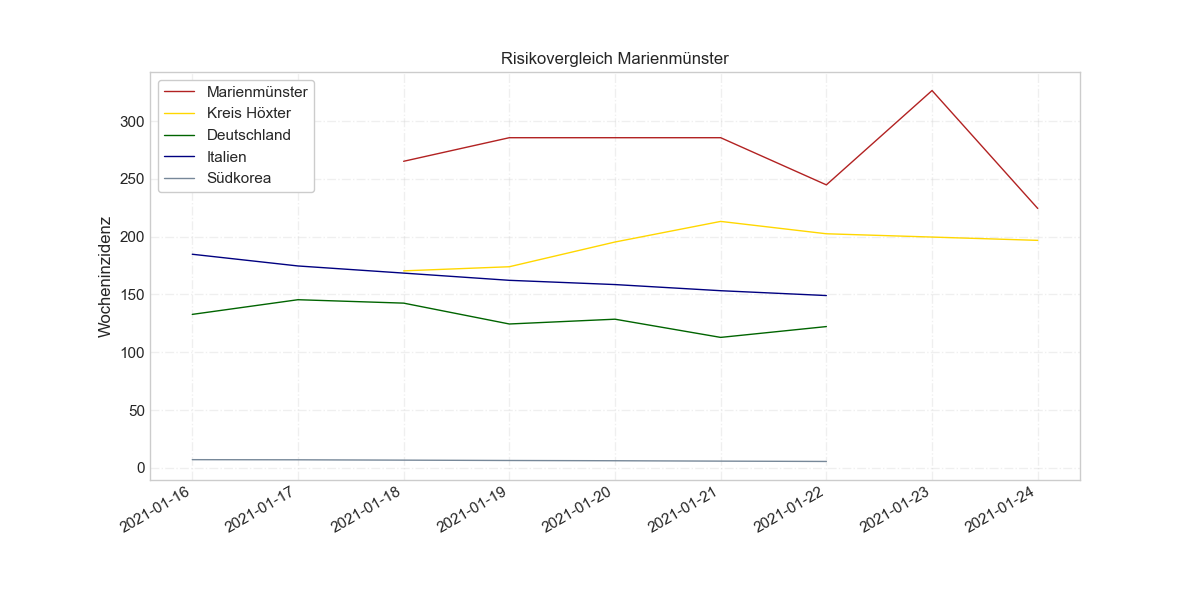 Risikovergleich Marienmünster
Marienmünster
Kreis Höxter
Deutschland
Italien
Südkorea
Wocheninzidenz
300
250
200
150
100
50
0
2021-01-16
2021-01-17
2021-01-18
2021-01-19
2021-01-20
2021-01-21
2021-01-22
2021-01-23
2021-01-24